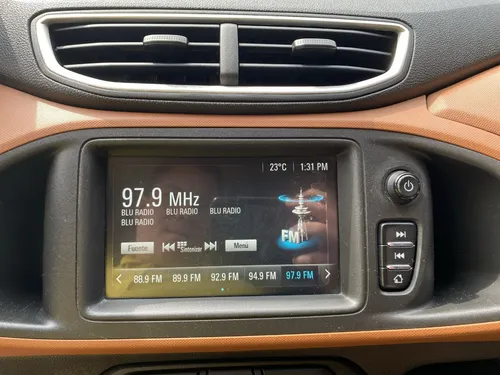 23°C 1:31 PM
97.9 MHz
BLU RADIO
BLU RADIO BLU RADIO
FM
Fuente Sintonizar Menú
88.9 FM 89.9 FM 92.9 FM 94.9 FM 97.9 FM